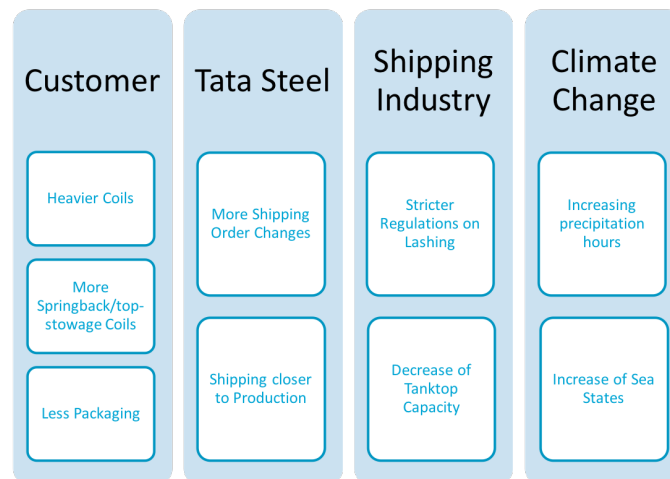 Customer
Heavier Coils
More
Springback/top-
stowage Coils
Less Packaging
Tata Steel
More Shipping
Order Changes
Shipping closer
to Production
Shipping
Industry
Stricter
Regulations on
Lashing
Decrease of
Tanktop
Capacity
Climate
Change
Increasing
precipitation
hours
Increase of Sea
States